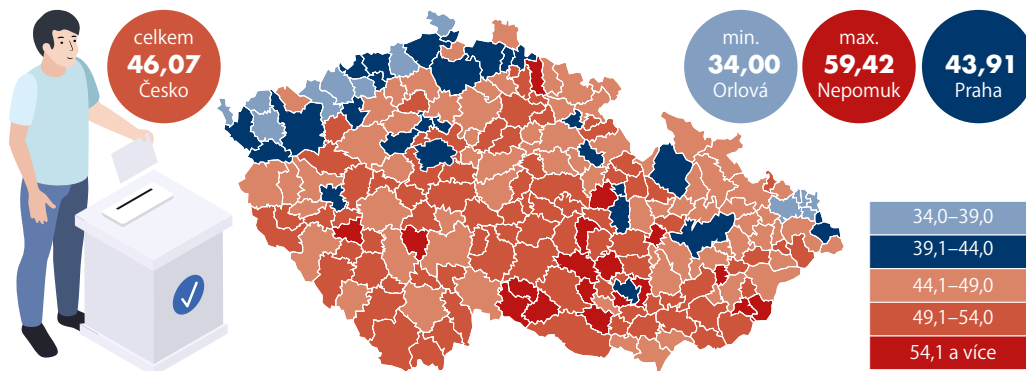 celkem
46,07
Česko
min.
34,00
Orlová
max.
59,42
Nepomuk
43,91
Praha
34,0–39,0
39,1–44,0
44,1–49,0
49,1–54,0
54,1 a více